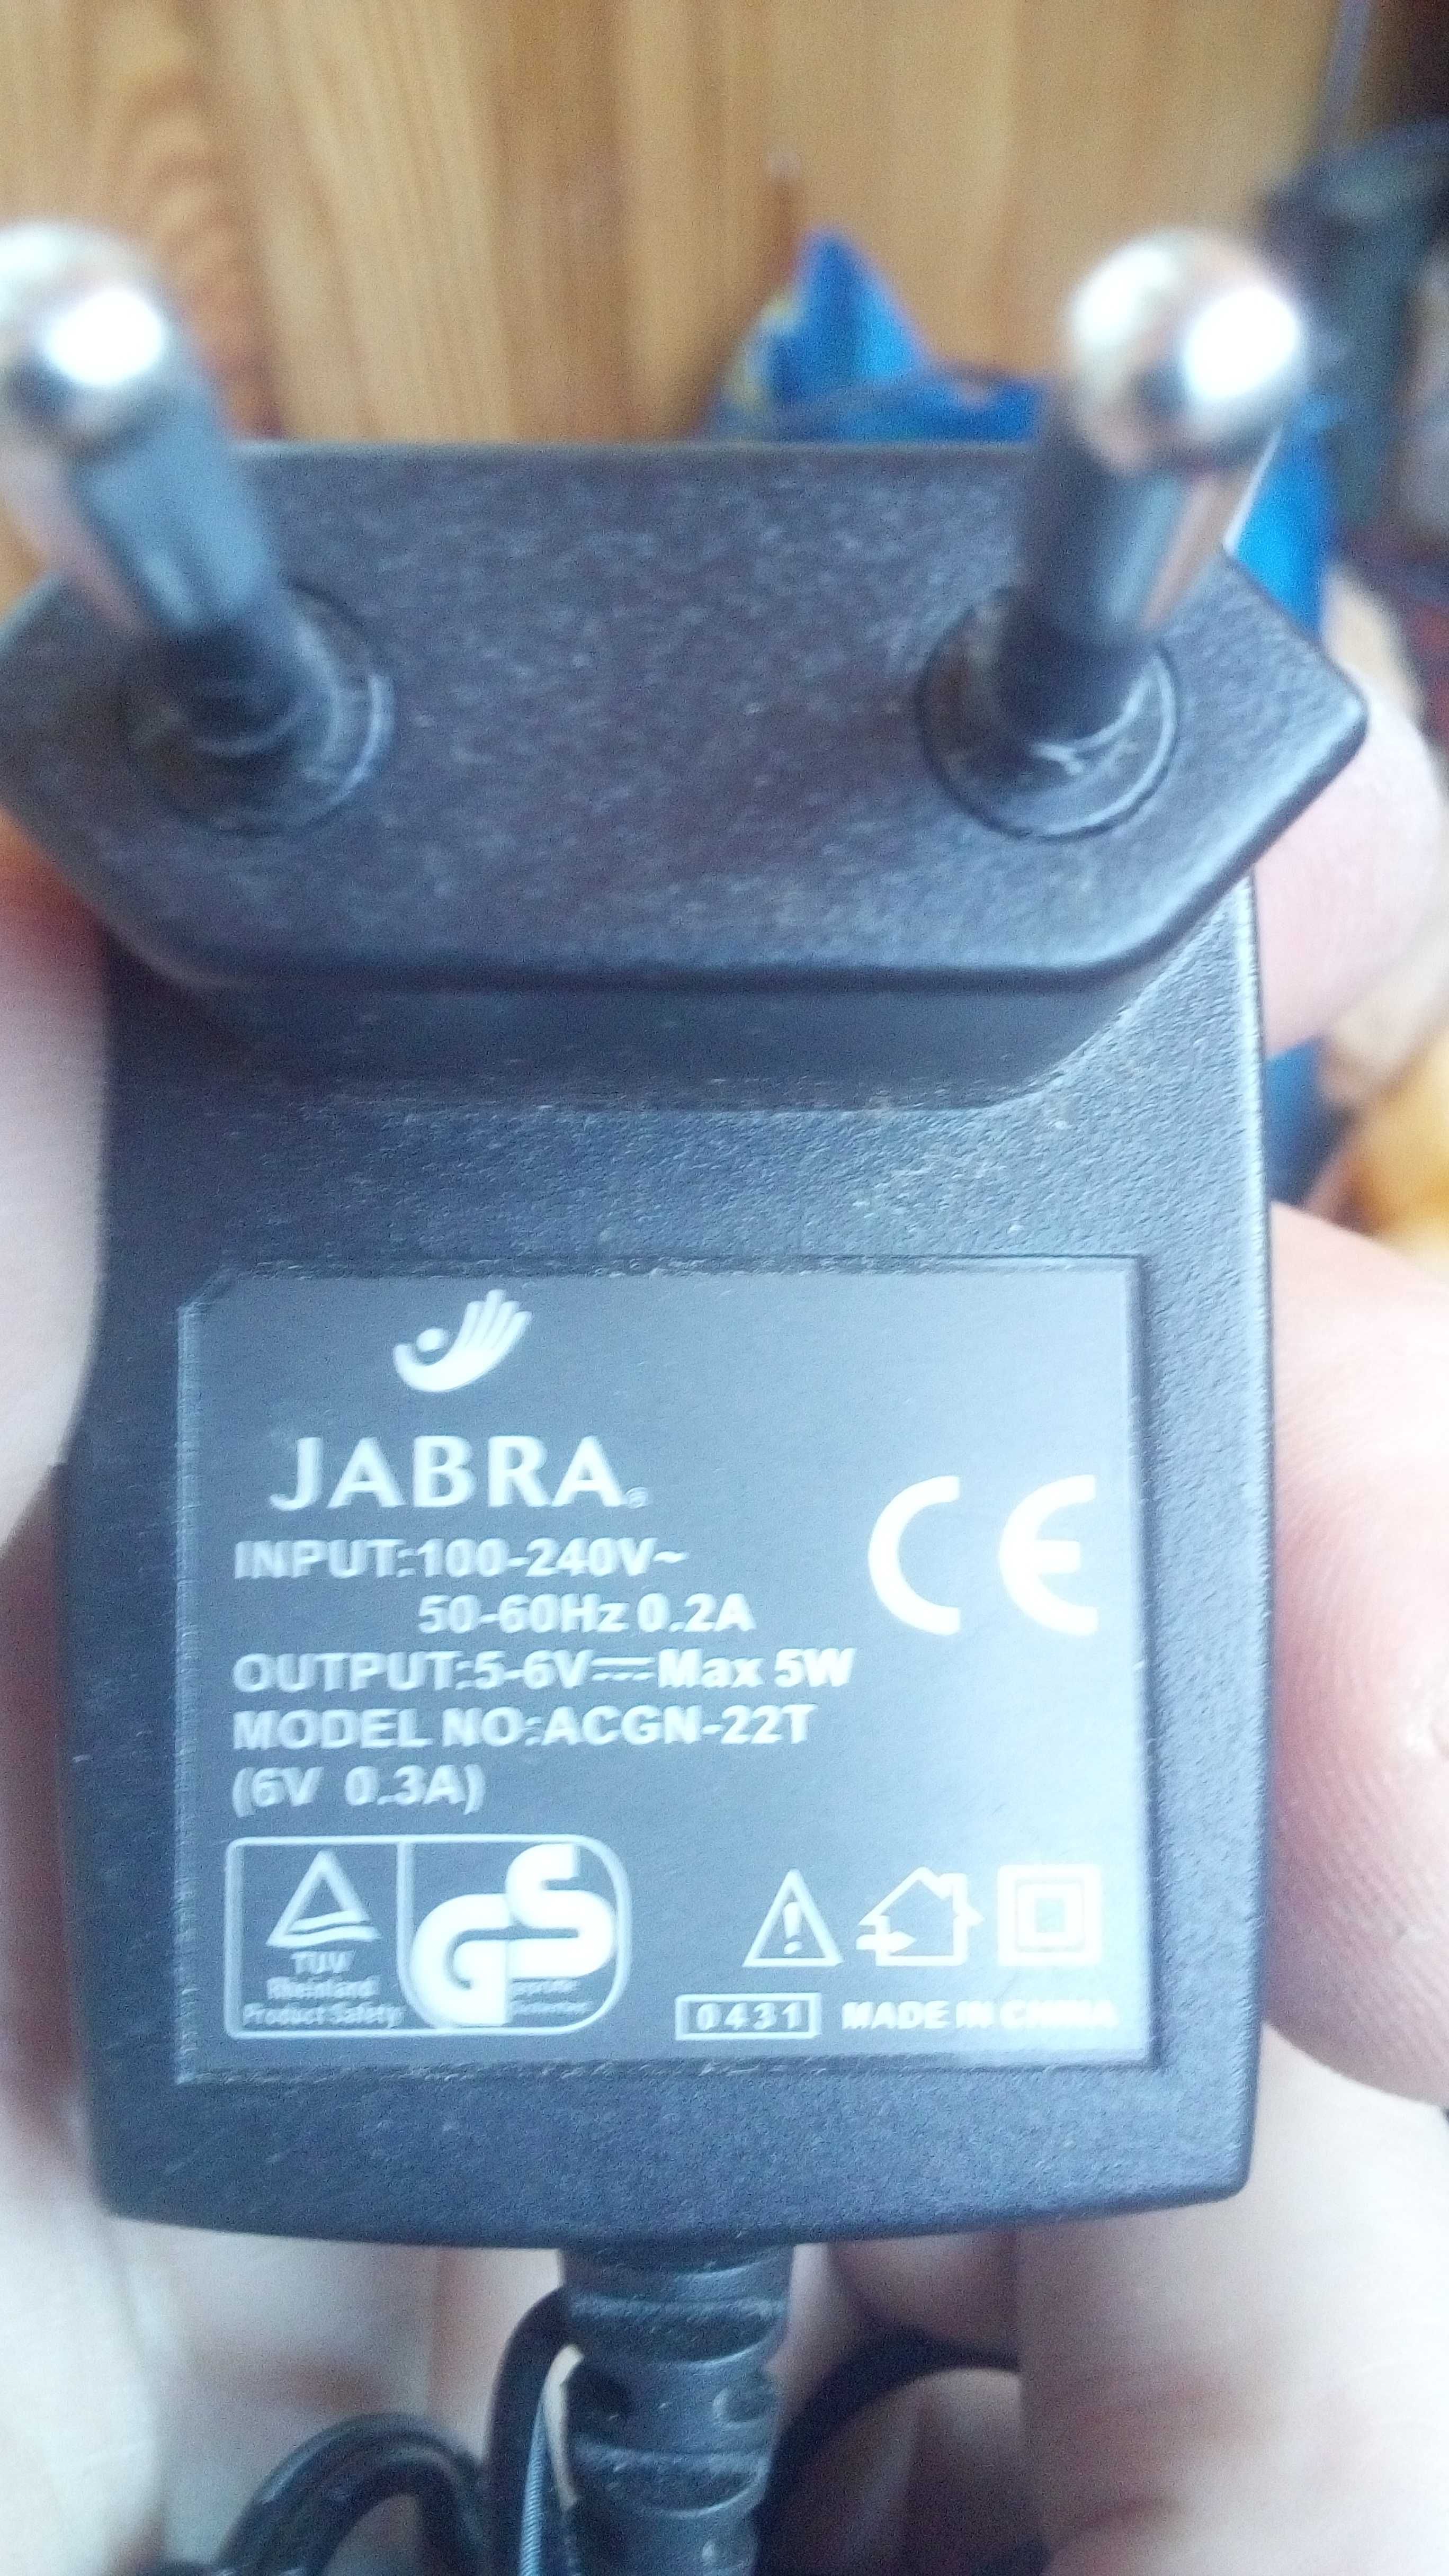 JABRA®
INPUT:100-240V~
50-60Hz 0.2A
OUTPUT:5-6V⎓Max 5W
MODEL NO:ACGN-22T
(6V 0.3A)
CE
TÜV
Rheinland
Product Safety
GS
0431 MADE IN CHINA